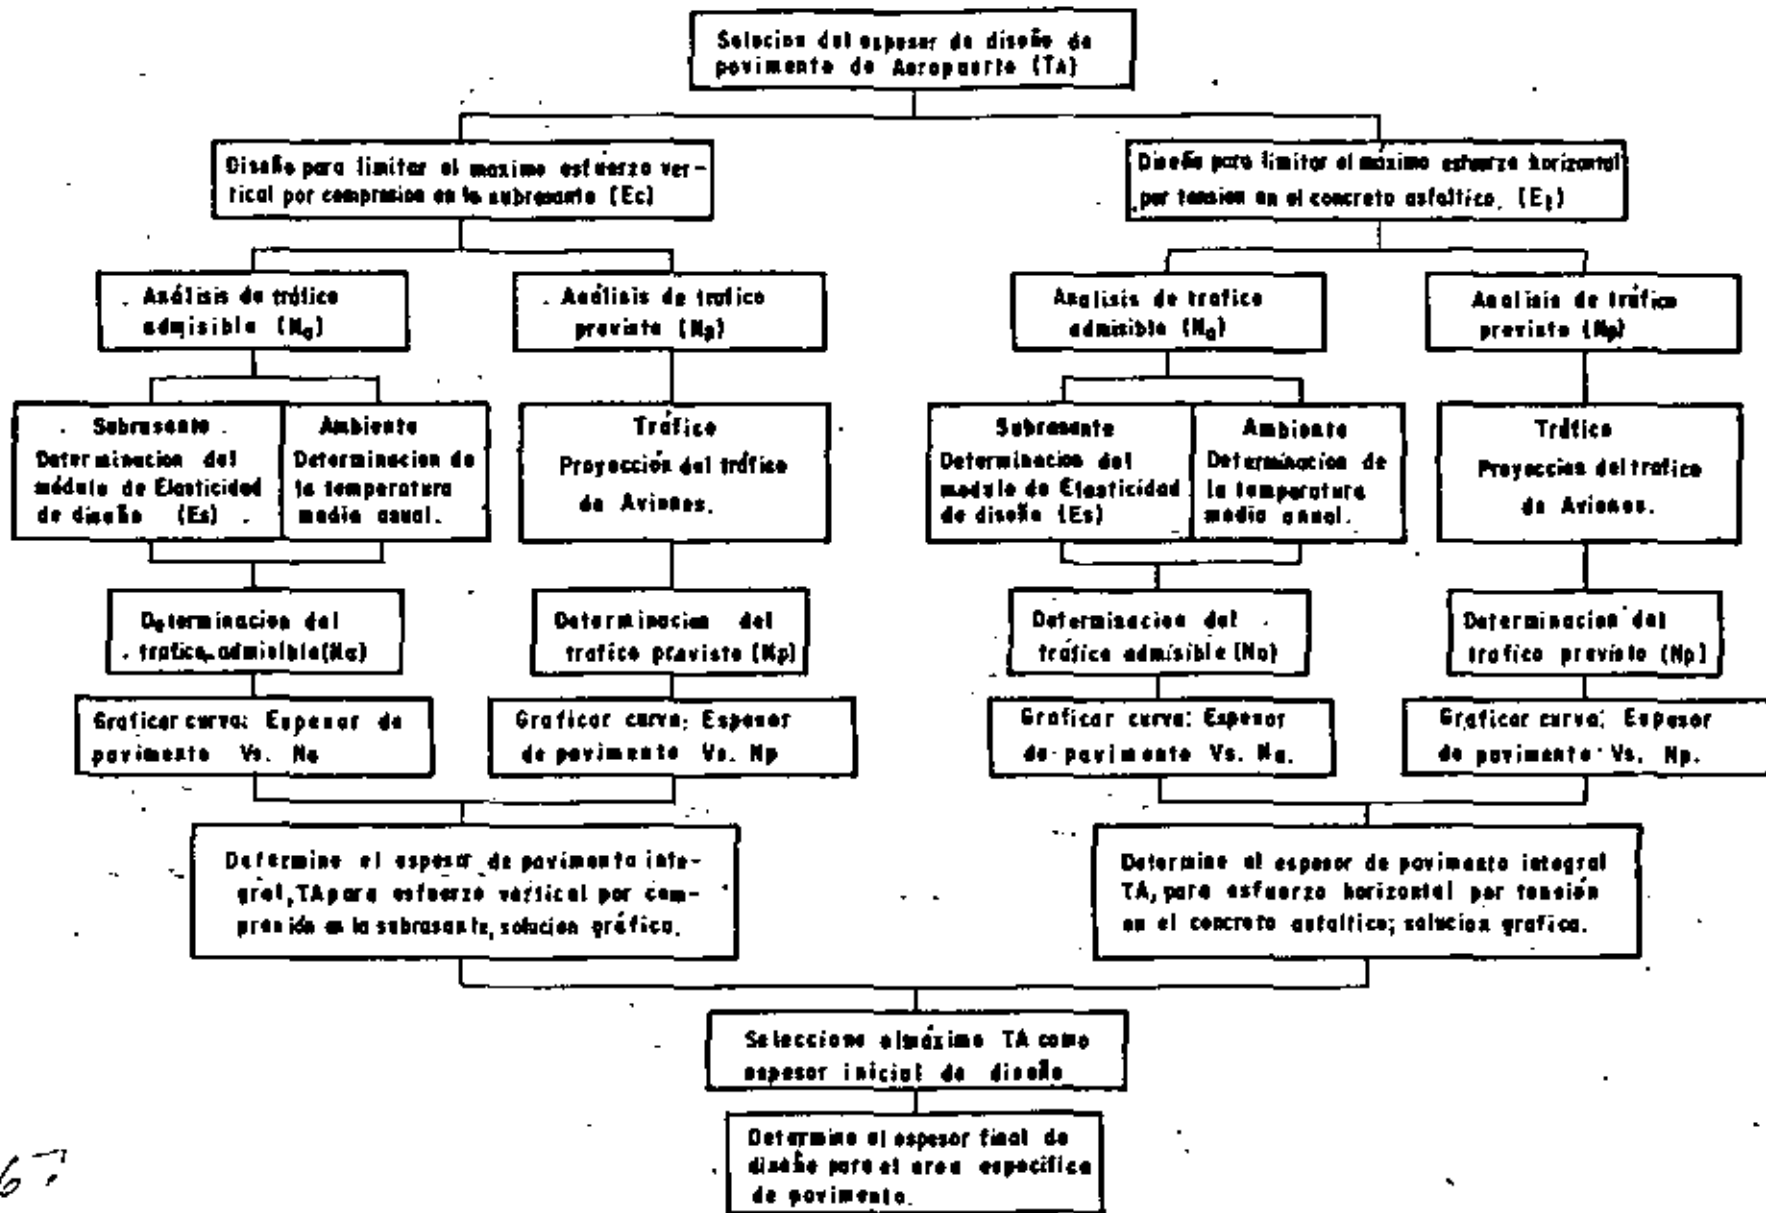 Selecion del espesor de diseño de
pavimento de Aeropuerto (TA)
Diseño para limitar el maximo esfuerzo ver-
tical por compresion en la subrasante (Ec)
Diseño para limitar el máximo esfuerzo horizontal
por tension en el concreto asfaltico. (Et)
Análisis de tráfico
admisible (Na)
Análisis de trafico
previsto (Np)
Analisis de trafico
admisible (Na)
Analisis de tráfico
previsto (Np)
Subrasante
Determinacion del
módulo de Elasticidad
de diseño (Es)
Ambiente
Determinacion de
la temperatura
media anual.
Tráfico
Proyección del tráfico
de Aviones.
Subrasante
Determinacion del
modulo de Elasticidad
de diseño (Es)
Ambiente
Determinacion de
la temperatura
media annal.
Tráfico
Proyeccion del trafico
de Aviones.
Determinacion del
trafico admisible (Na)
Determinacion del
trafico previsto (Np)
Determinacion del
tráfico admisible (Na)
Determinacion del
trafico previsto (Np)
Graficar curva: Espesor de
pavimento Vs. Na
Graficar curva: Espesor
de pavimento Vs. Np
Graficar curva: Espesor
de pavimento Vs. Na.
Graficar curva: Espesor
de pavimento Vs. Np.
Determine el espesor de pavimento inte-
gral, TA para esfuerzo vertical por com-
presión en la subrasante, solucion gráfica.
Determine el espesor de pavimento integral
TA, para esfuerzo horizontal por tensión
en el concreto asfaltico; solucion grafica.
Seleccione el máximo TA como
espesor inicial de diseño
Determine el espesor final de
diseño para el area especifica
de pavimento.